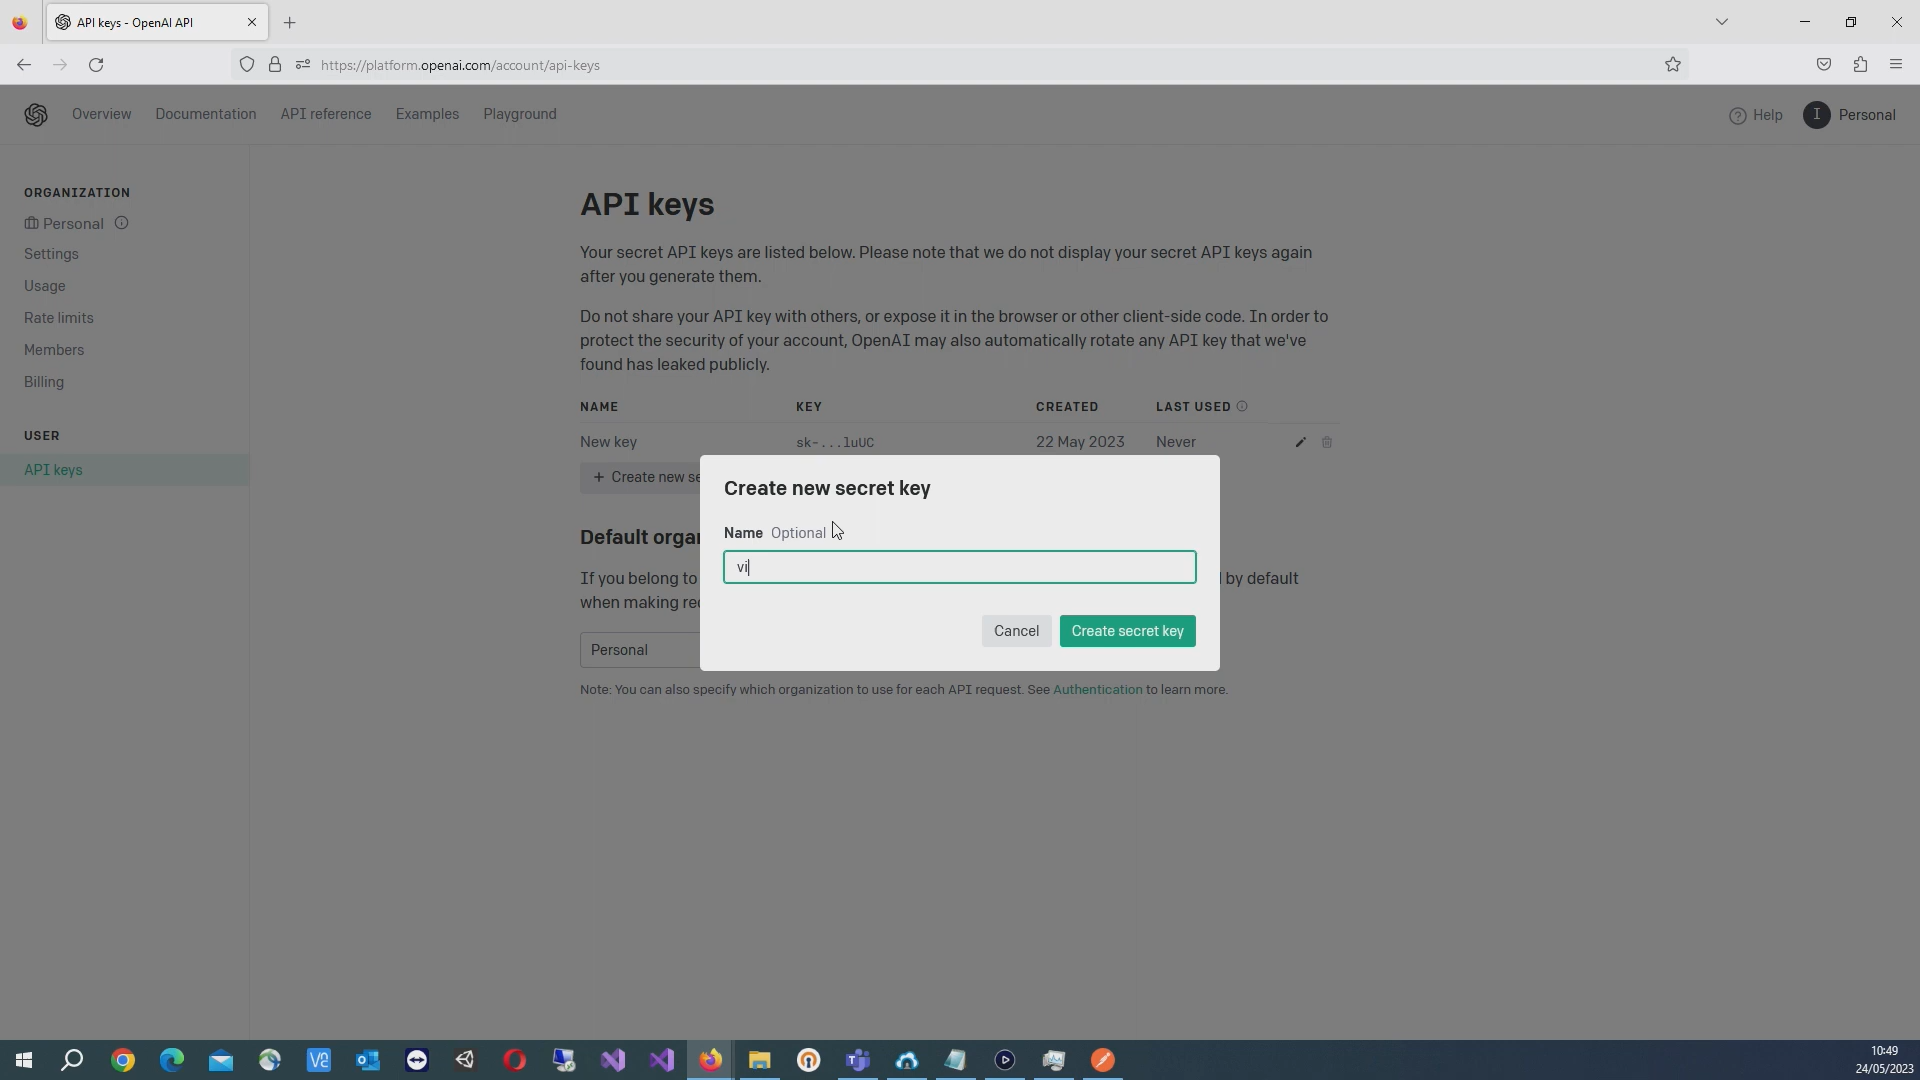 API keys - OpenAI API
https://platform.openai.com/account/api-keys
Overview Documentation API reference Examples Playground
Help I Personal
ORGANIZATION
Personal
Settings
Usage
Rate limits
Members
Billing
USER
API keys
API keys
Your secret API keys are listed below. Please note that we do not display your secret API keys again
after you generate them.
Do not share your API key with others, or expose it in the browser or other client-side code. In order to
protect the security of your account, OpenAI may also automatically rotate any API key that we've
found has leaked publicly.
NAME KEY CREATED LAST USED
New key sk-...luUC 22 May 2023 Never
+ Create new se
Default organ
If you belong to
by default
when making rec
Personal
Note: You can also specify which organization to use for each API request. See Authentication to learn more.
Create new secret key
Name Optional
vi
Cancel Create secret key
10:49
24/05/2023